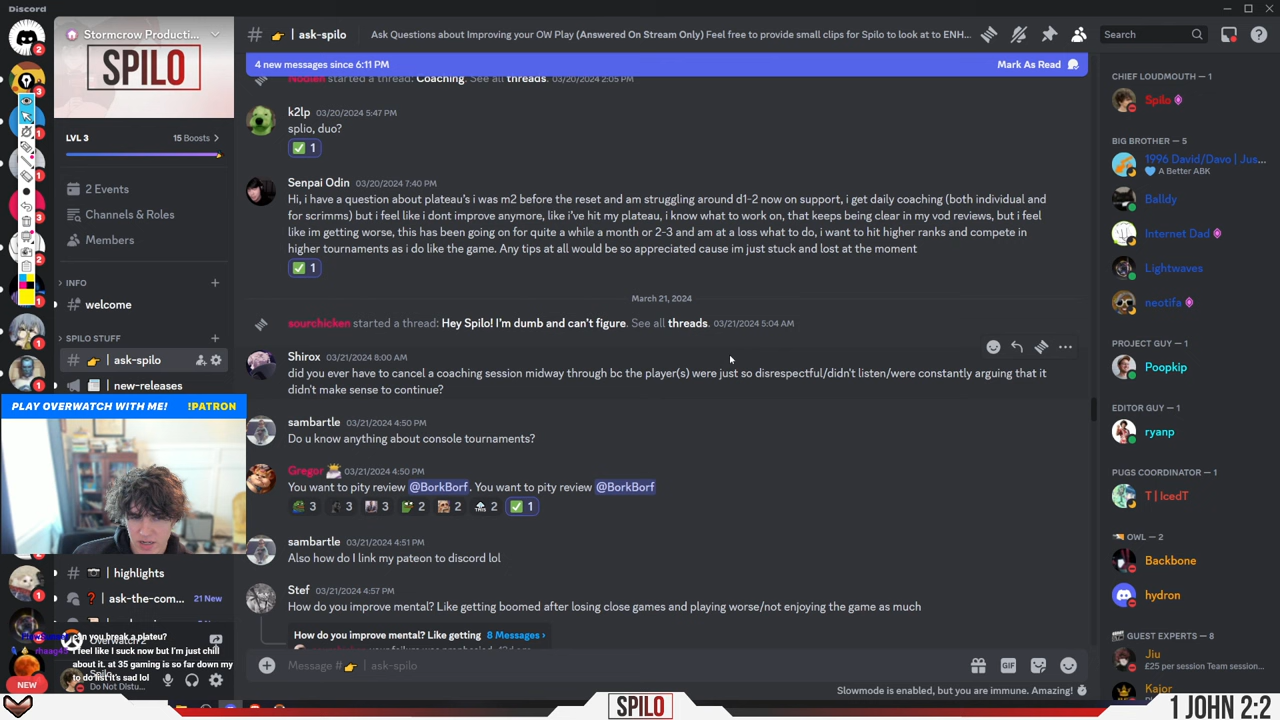 Discord
Stormcrow Producti...
SPILO
LVL 3
15 Boosts
2 Events
Channels & Roles
Members
INFO
welcome
SPILO STUFF
ask-spilo
new-releases
PLAY OVERWATCH WITH ME! !PATRON
highlights
ask-the-com...
21 New
can you break a plateu?
I feel like I suck now but I'm just chill
about it. at 35 gaming is so far down my
to do list it's sad lol
Overwatch 2
Spilo
Do Not Distu...
NEW
ask-spilo
Ask Questions about Improving your OW Play (Answered On Stream Only) Feel free to provide small clips for Spilo to look at to ENH...
Search
4 new messages since 6:11 PM
Mark As Read
started a thread: Coaching. See all threads. 03/20/2024 2:05 PM
k2lp 03/20/2024 5:47 PM
splio, duo?
1
Senpai Odin 03/20/2024 7:40 PM
Hi, i have a question about plateau's i was m2 before the reset and am struggling around d1-2 now on support, i get daily coaching (both individual and
for scrimms) but i feel like i dont improve anymore, like i've hit my plateau, i know what to work on, that keeps being clear in my vod reviews, but i feel
like im getting worse, this has been going on for quite a while a month or 2-3 and am at a loss what to do, i want to hit higher ranks and compete in
higher tournaments as i do like the game. Any tips at all would be so appreciated cause im just stuck and lost at the moment
1
March 21, 2024
sourchicken started a thread: Hey Spilo! I'm dumb and can't figure. See all threads. 03/21/2024 5:04 AM
Shirox 03/21/2024 8:00 AM
did you ever have to cancel a coaching session midway through bc the player(s) were just so disrespectful/didn't listen/were constantly arguing that it
didn't make sense to continue?
sambartle 03/21/2024 4:50 PM
Do u know anything about console tournaments?
Gregor 03/21/2024 4:50 PM
You want to pity review @BorkBorf. You want to pity review @BorkBorf
3 3 3 2 2 2 1
sambartle 03/21/2024 4:51 PM
Also how do I link my pateon to discord lol
Stef 03/21/2024 4:57 PM
How do you improve mental? Like getting boomed after losing close games and playing worse/not enjoying the game as much
How do you improve mental? Like getting 8 Messages ›
Message # ask-spilo
GIF
Slowmode is enabled, but you are immune. Amazing!
CHIEF LOUDMOUTH — 1
Spilo
BIG BROTHER — 5
1996 David/Davo | Jus...
A Better ABK
Balldy
Internet Dad
Lightwaves
neotifa
PROJECT GUY — 1
Poopkip
EDITOR GUY — 1
ryanp
PUGS COORDINATOR — 1
T | IcedT
OWL — 2
Backbone
hydron
GUEST EXPERTS — 8
Jiu
£25 per session Team session...
Kajor
SPILO
1 JOHN 2:2